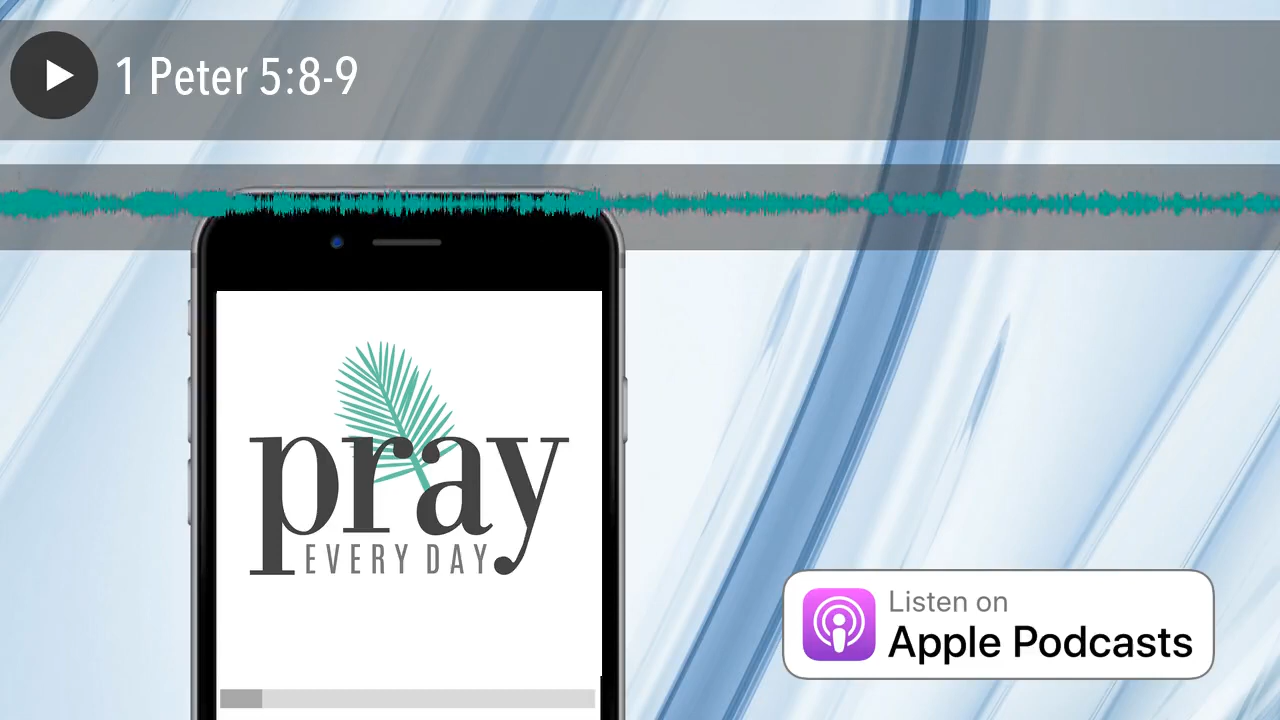 1 Peter 5:8-9
pray
EVERY DAY
Listen on
Apple Podcasts